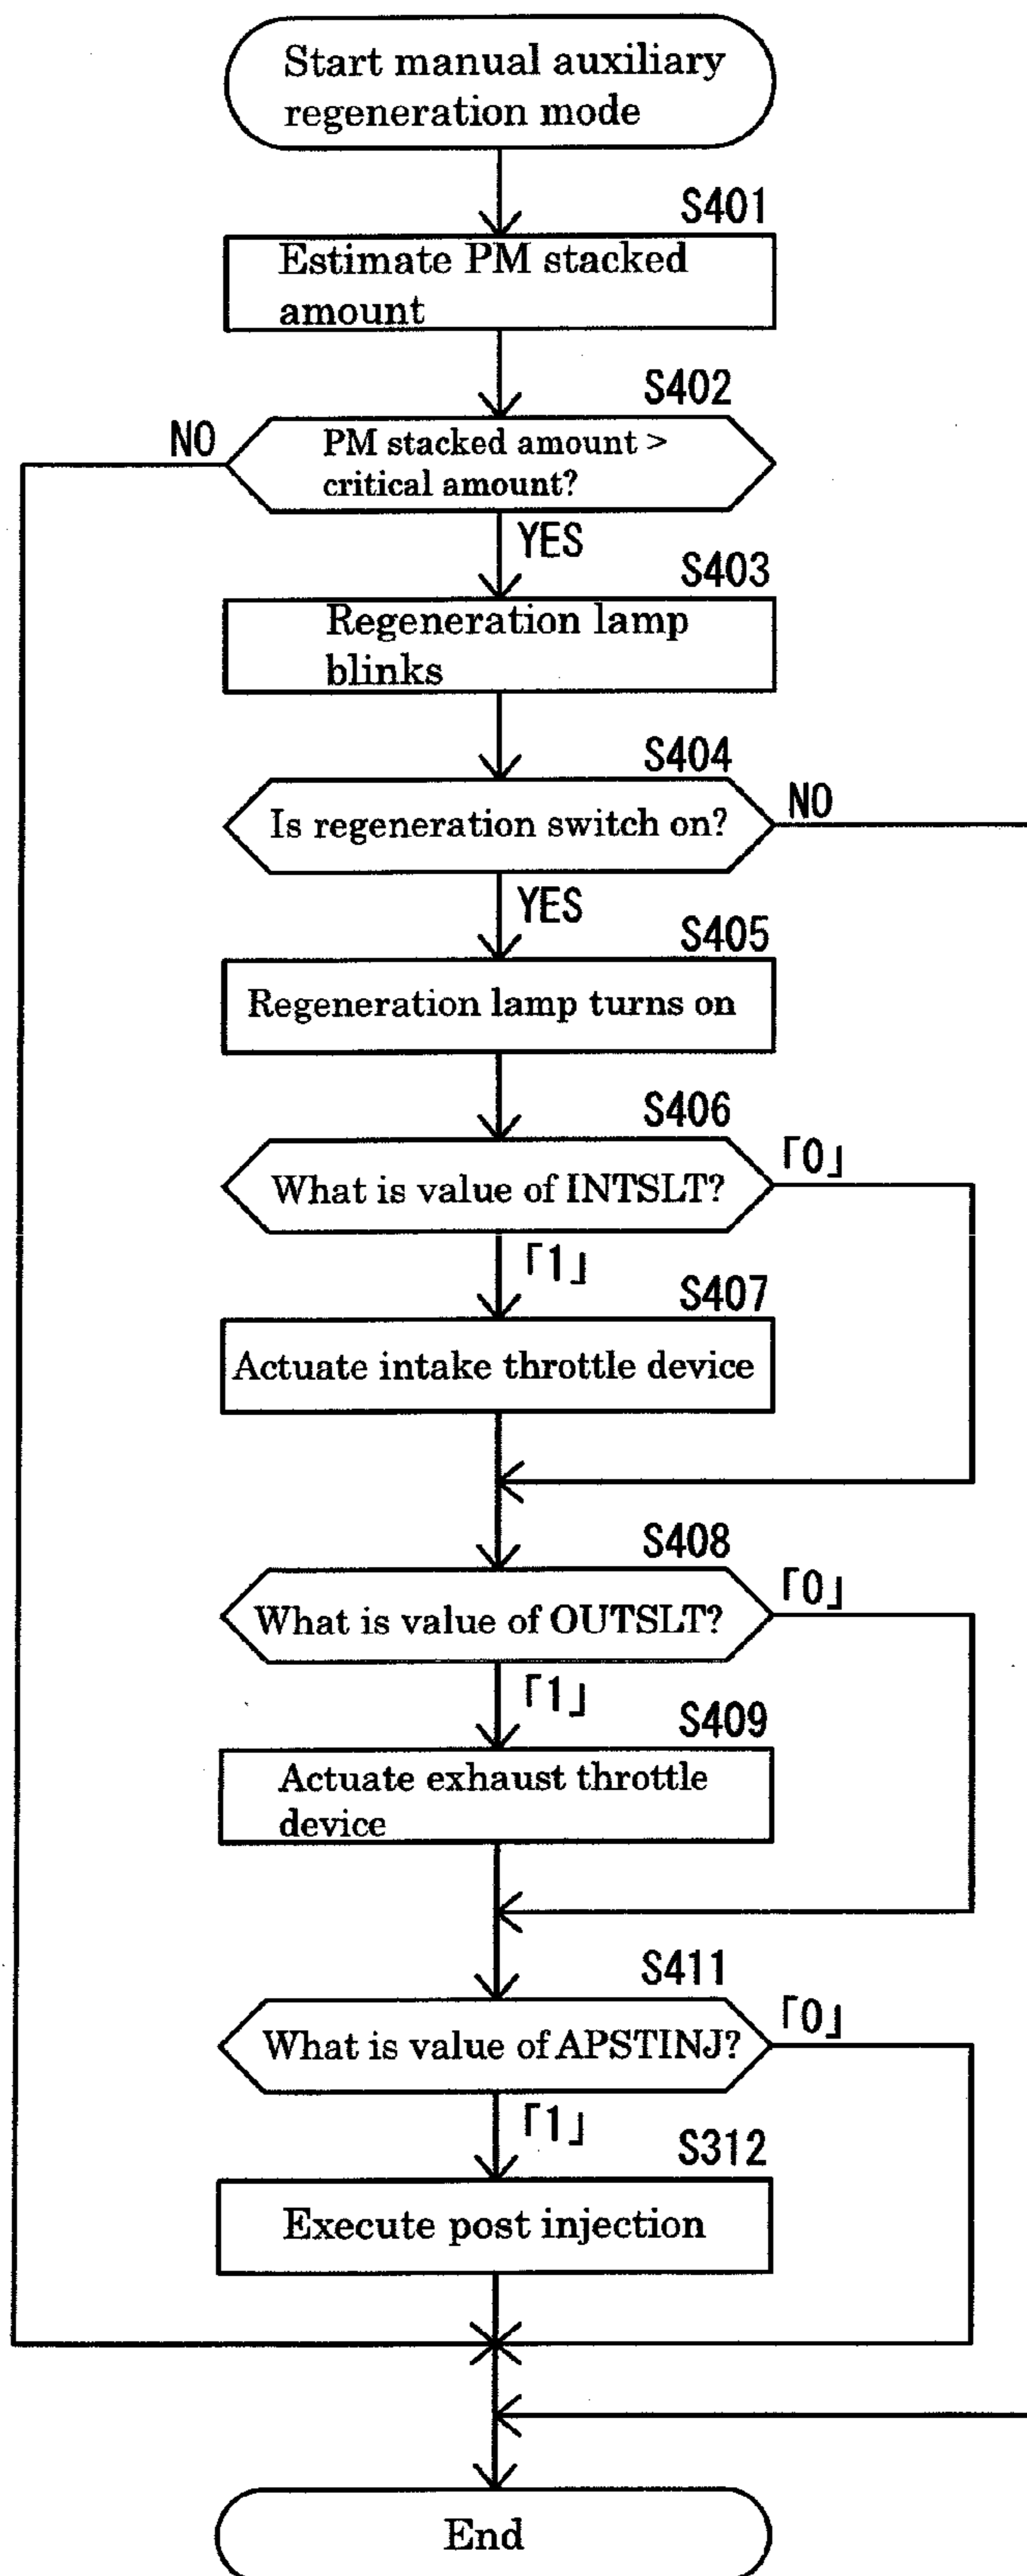 Start manual auxiliary
regeneration mode
S401
Estimate PM stacked
amount
S402
NO
PM stacked amount >
critical amount?
YES
S403
Regeneration lamp
blinks
S404
Is regeneration switch on?
NO
YES
S405
Regeneration lamp turns on
S406
What is value of INTSLT?
「0」
「1」
S407
Actuate intake throttle device
S408
What is value of OUTSLT?
「0」
「1」
S409
Actuate exhaust throttle
device
S411
What is value of APSTINJ?
「0」
「1」
S312
Execute post injection
End